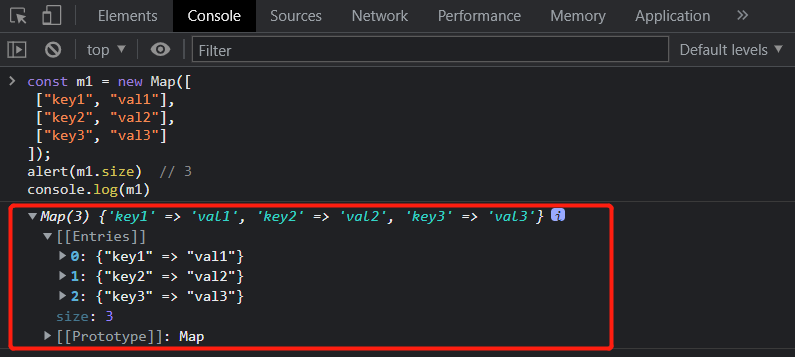 Elements Console Sources Network Performance Memory Application »
top ▼ Filter Default levels ▼
> const m1 = new Map([
["key1", "val1"],
["key2", "val2"],
["key3", "val3"]
]);
alert(m1.size) // 3
console.log(m1)
▼Map(3) {'key1' => 'val1', 'key2' => 'val2', 'key3' => 'val3'} i
▼[[Entries]]
▶0: {"key1" => "val1"}
▶1: {"key2" => "val2"}
▶2: {"key3" => "val3"}
size: 3
▶[[Prototype]]: Map